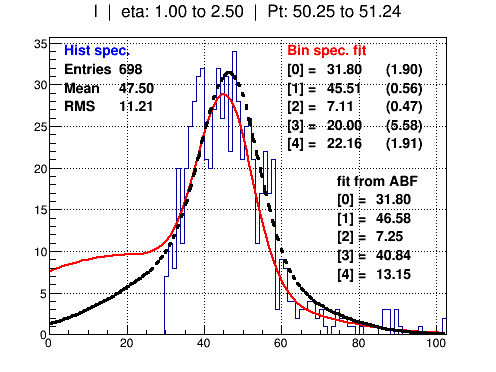 I | eta: 1.00 to 2.50 | Pt: 50.25 to 51.24
Hist spec.
Entries 698
Mean 47.50
RMS 11.21
Bin spec. fit
[0] = 31.80 (1.90)
[1] = 45.51 (0.56)
[2] = 7.11 (0.47)
[3] = 20.00 (5.58)
[4] = 22.16 (1.91)
fit from ABF
[0] = 31.80
[1] = 46.58
[2] = 7.25
[3] = 40.84
[4] = 13.15
35
30
25
20
15
10
5
0
0 20 40 60 80 100